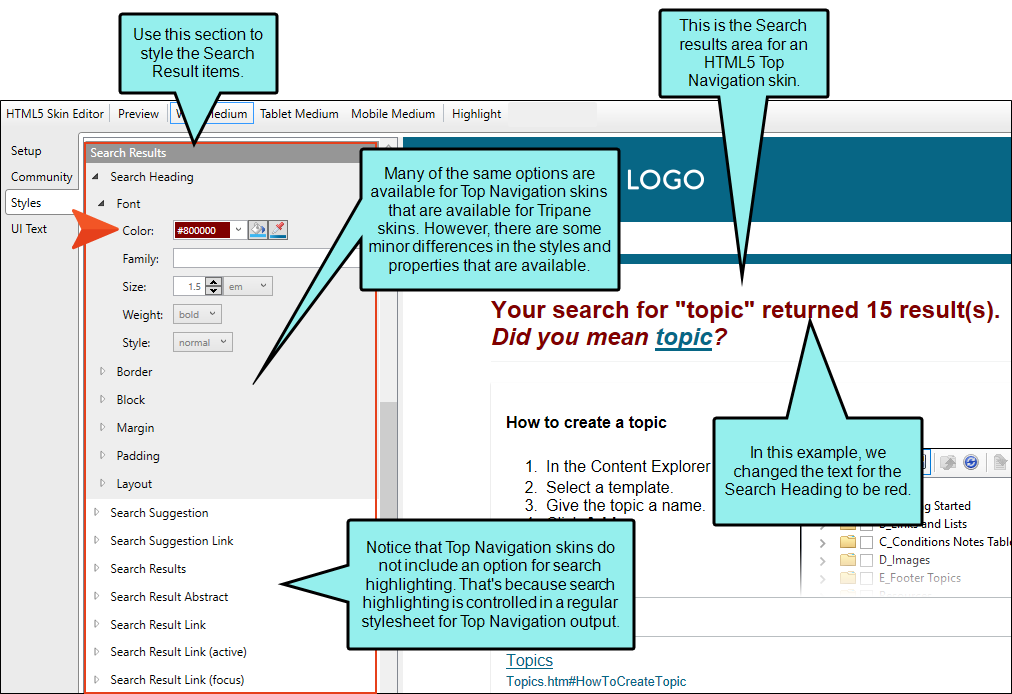 Use this section to
style the Search
Result items.
This is the Search
results area for an
HTML5 Top
Navigation skin.
HTML5 Skin Editor
Preview
Medium
Tablet Medium
Mobile Medium
Highlight
Setup
Community
Styles
UI Text
Search Results
Search Heading
Font
Color:
#800000
Family:
Size:
1.5
em
Weight:
bold
Style:
normal
Border
Block
Margin
Padding
Layout
Search Suggestion
Search Suggestion Link
Search Results
Search Result Abstract
Search Result Link
Search Result Link (active)
Search Result Link (focus)
Many of the same options are
available for Top Navigation skins
that are available for Tripane
skins. However, there are some
minor differences in the styles and
properties that are available.
LOGO
Your search for "topic" returned 15 result(s).
Did you mean topic?
How to create a topic
1. In the Content Explorer
2. Select a template.
3. Give the topic a name.
In this example, we
changed the text for the
Search Heading to be red.
Started
B_Links and Lists
C_Conditions Notes Table
D_Images
E_Footer Topics
Notice that Top Navigation skins do
not include an option for search
highlighting. That's because search
highlighting is controlled in a regular
stylesheet for Top Navigation output.
Topics
Topics.htm#HowToCreateTopic